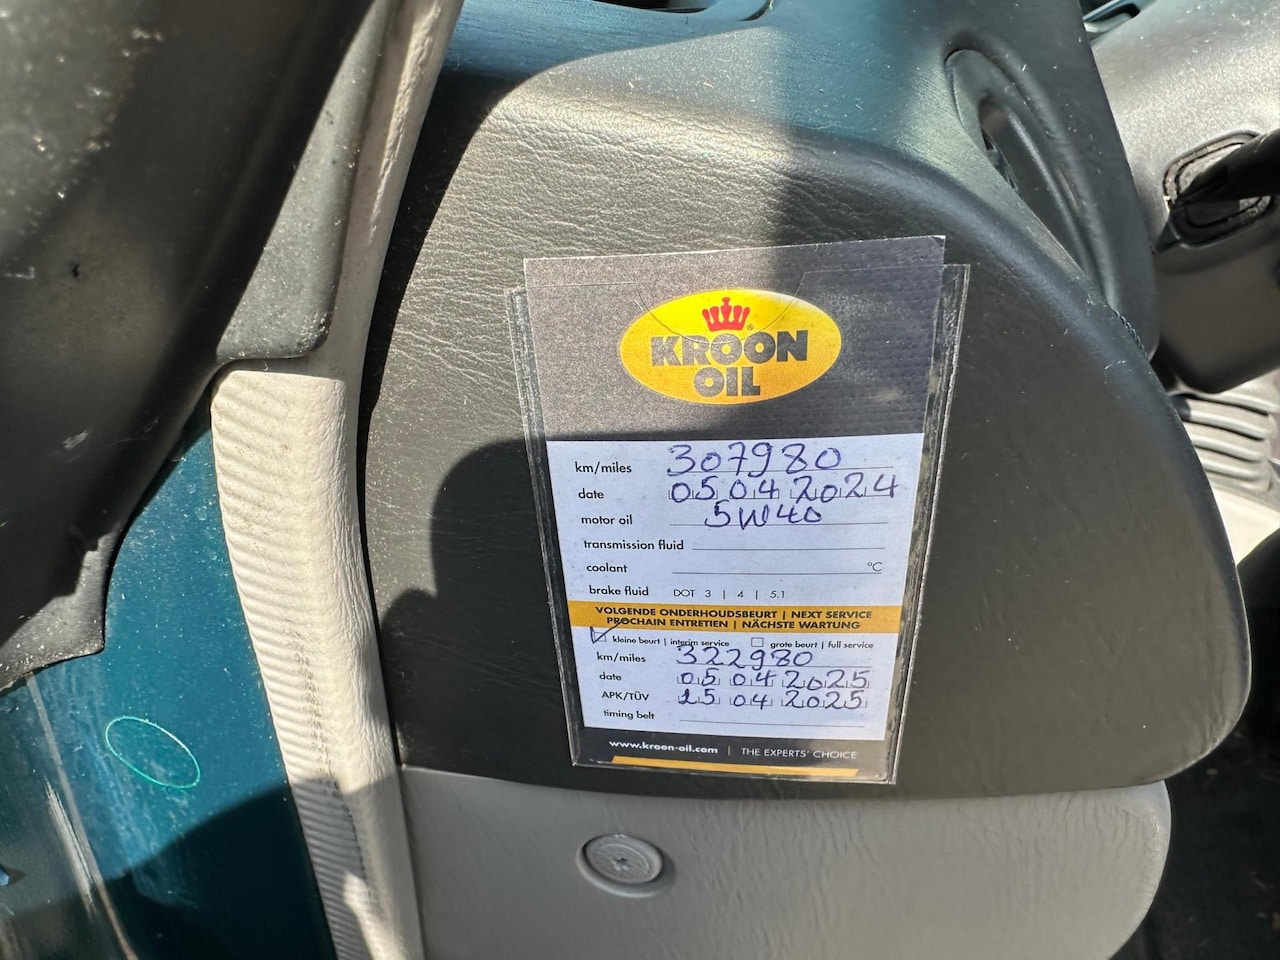 KROON
OIL
®
km/miles 307980
date 05 04 2024
motor oil 5W40
transmission fluid
coolant °C
brake fluid DOT 3 | 4 | 5.1
VOLGENDE ONDERHOUDSBEURT | NEXT SERVICE
PROCHAIN ENTRETIEN | NÄCHSTE WARTUNG
kleine beurt | interim service grote beurt | full service
km/miles 322980
date 05 04 2025
APK/TÜV 25 04 2025
timing belt
www.kroon-oil.com | THE EXPERTS' CHOICE